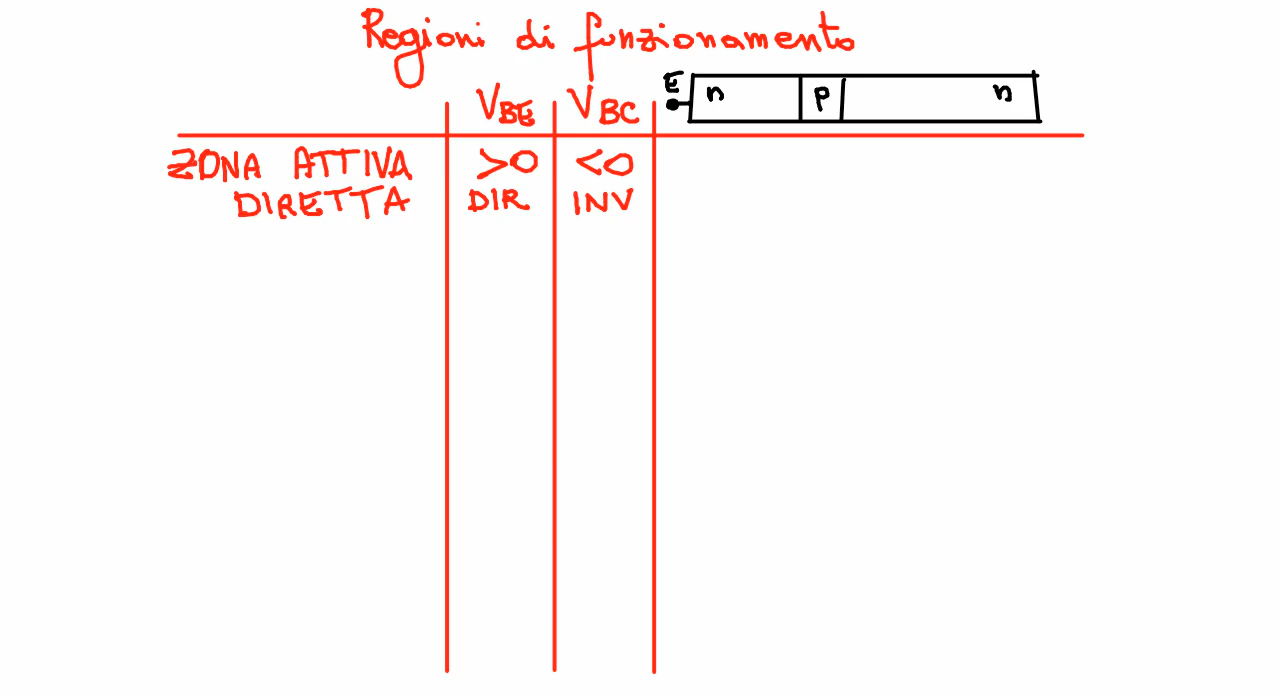 Regioni di funzionamento
V_BE V_BC E n p n
ZONA ATTIVA >0 <0
DIRETTA DIR INV